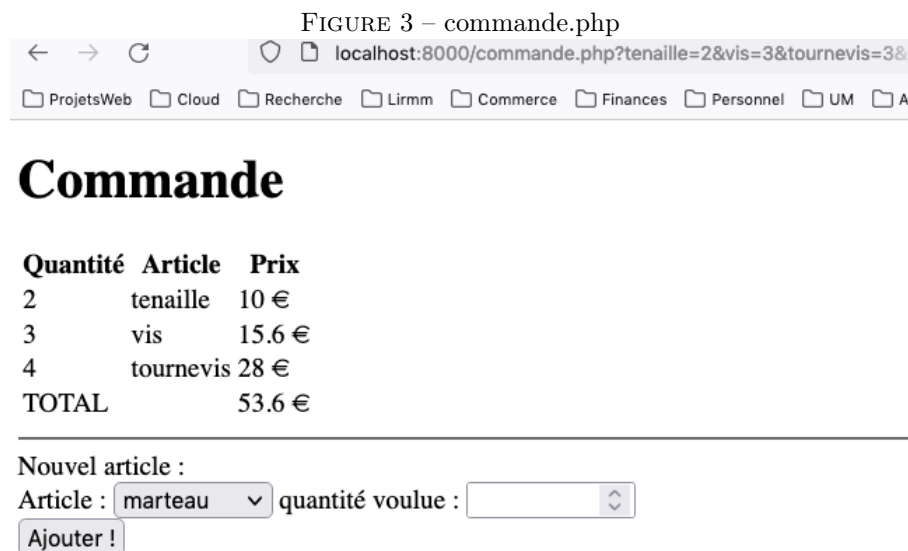 FIGURE 3 – commande.php
localhost:8000/commande.php?tenaille=2&vis=3&tournevis=3&
ProjetsWeb Cloud Recherche Lirmm Commerce Finances Personnel UM A
Commande
Quantité Article Prix
2 tenaille 10 €
3 vis 15.6 €
4 tournevis 28 €
TOTAL 53.6 €
Nouvel article :
Article : marteau quantité voulue :
Ajouter !